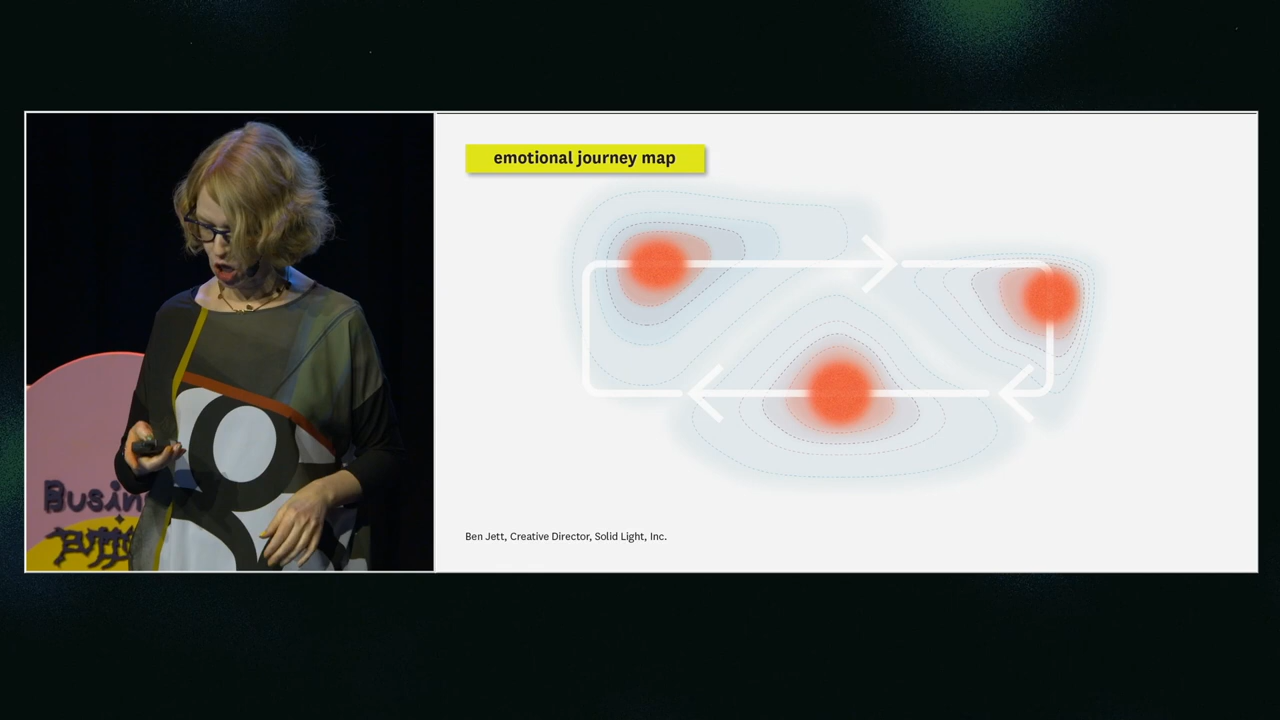 emotional journey map
Ben Jett, Creative Director, Solid Light, Inc.